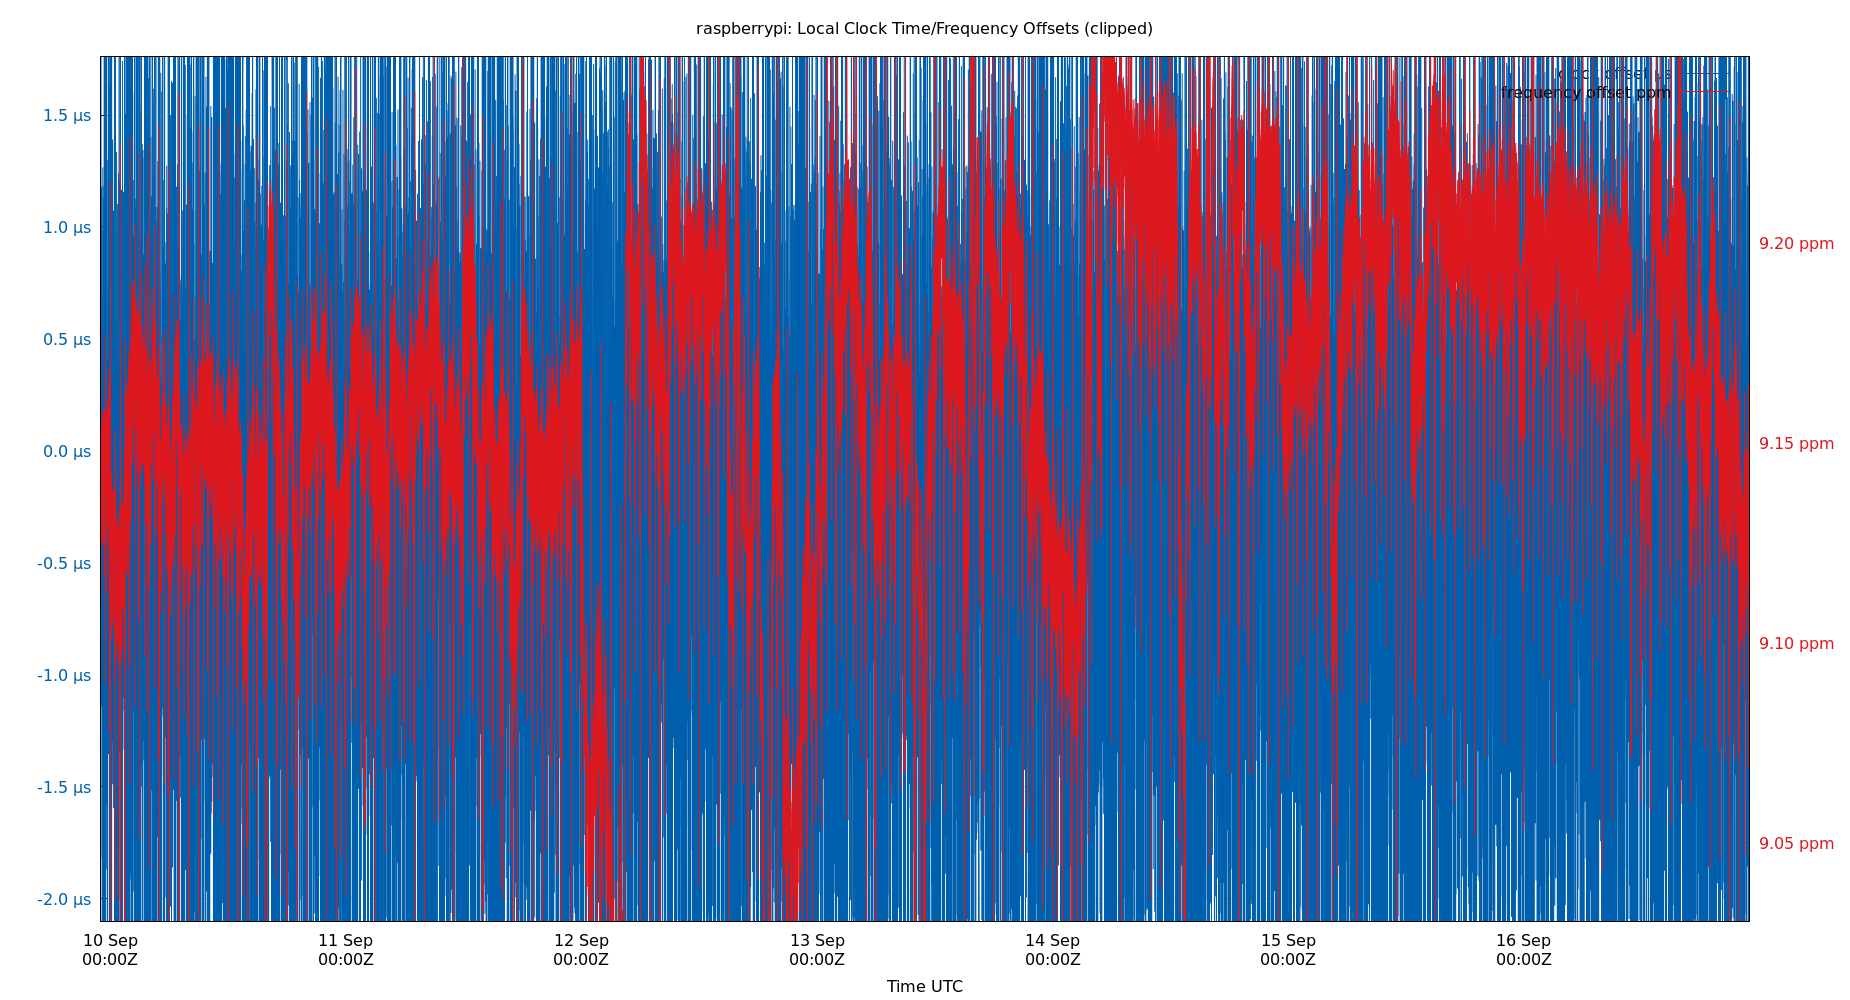 raspberrypi: Local Clock Time/Frequency Offsets (clipped)
clock offset µs
frequency offset ppm
1.5 µs
1.0 µs
0.5 µs
0.0 µs
-0.5 µs
-1.0 µs
-1.5 µs
-2.0 µs
9.20 ppm
9.15 ppm
9.10 ppm
9.05 ppm
10 Sep
00:00Z
11 Sep
00:00Z
12 Sep
00:00Z
13 Sep
00:00Z
14 Sep
00:00Z
15 Sep
00:00Z
16 Sep
00:00Z
Time UTC